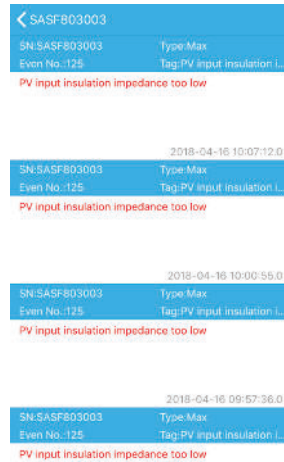 SASF803003
SN:SASF803003 Type:Max
Even No.:125 Tag:PV input insulation i...
PV input insulation impedance too low
2018-04-16 10:07:12.0
SN:SASF803003 Type:Max
Even No.:125 Tag:PV input insulation i...
PV input insulation impedance too low
2018-04-16 10:00:55.0
SN:SASF803003 Type:Max
Even No.:125 Tag:PV input insulation i...
PV input insulation impedance too low
2018-04-16 09:57:36.0
SN:SASF803003 Type:Max
Even No.:125 Tag:PV input insulation i...
PV input insulation impedance too low